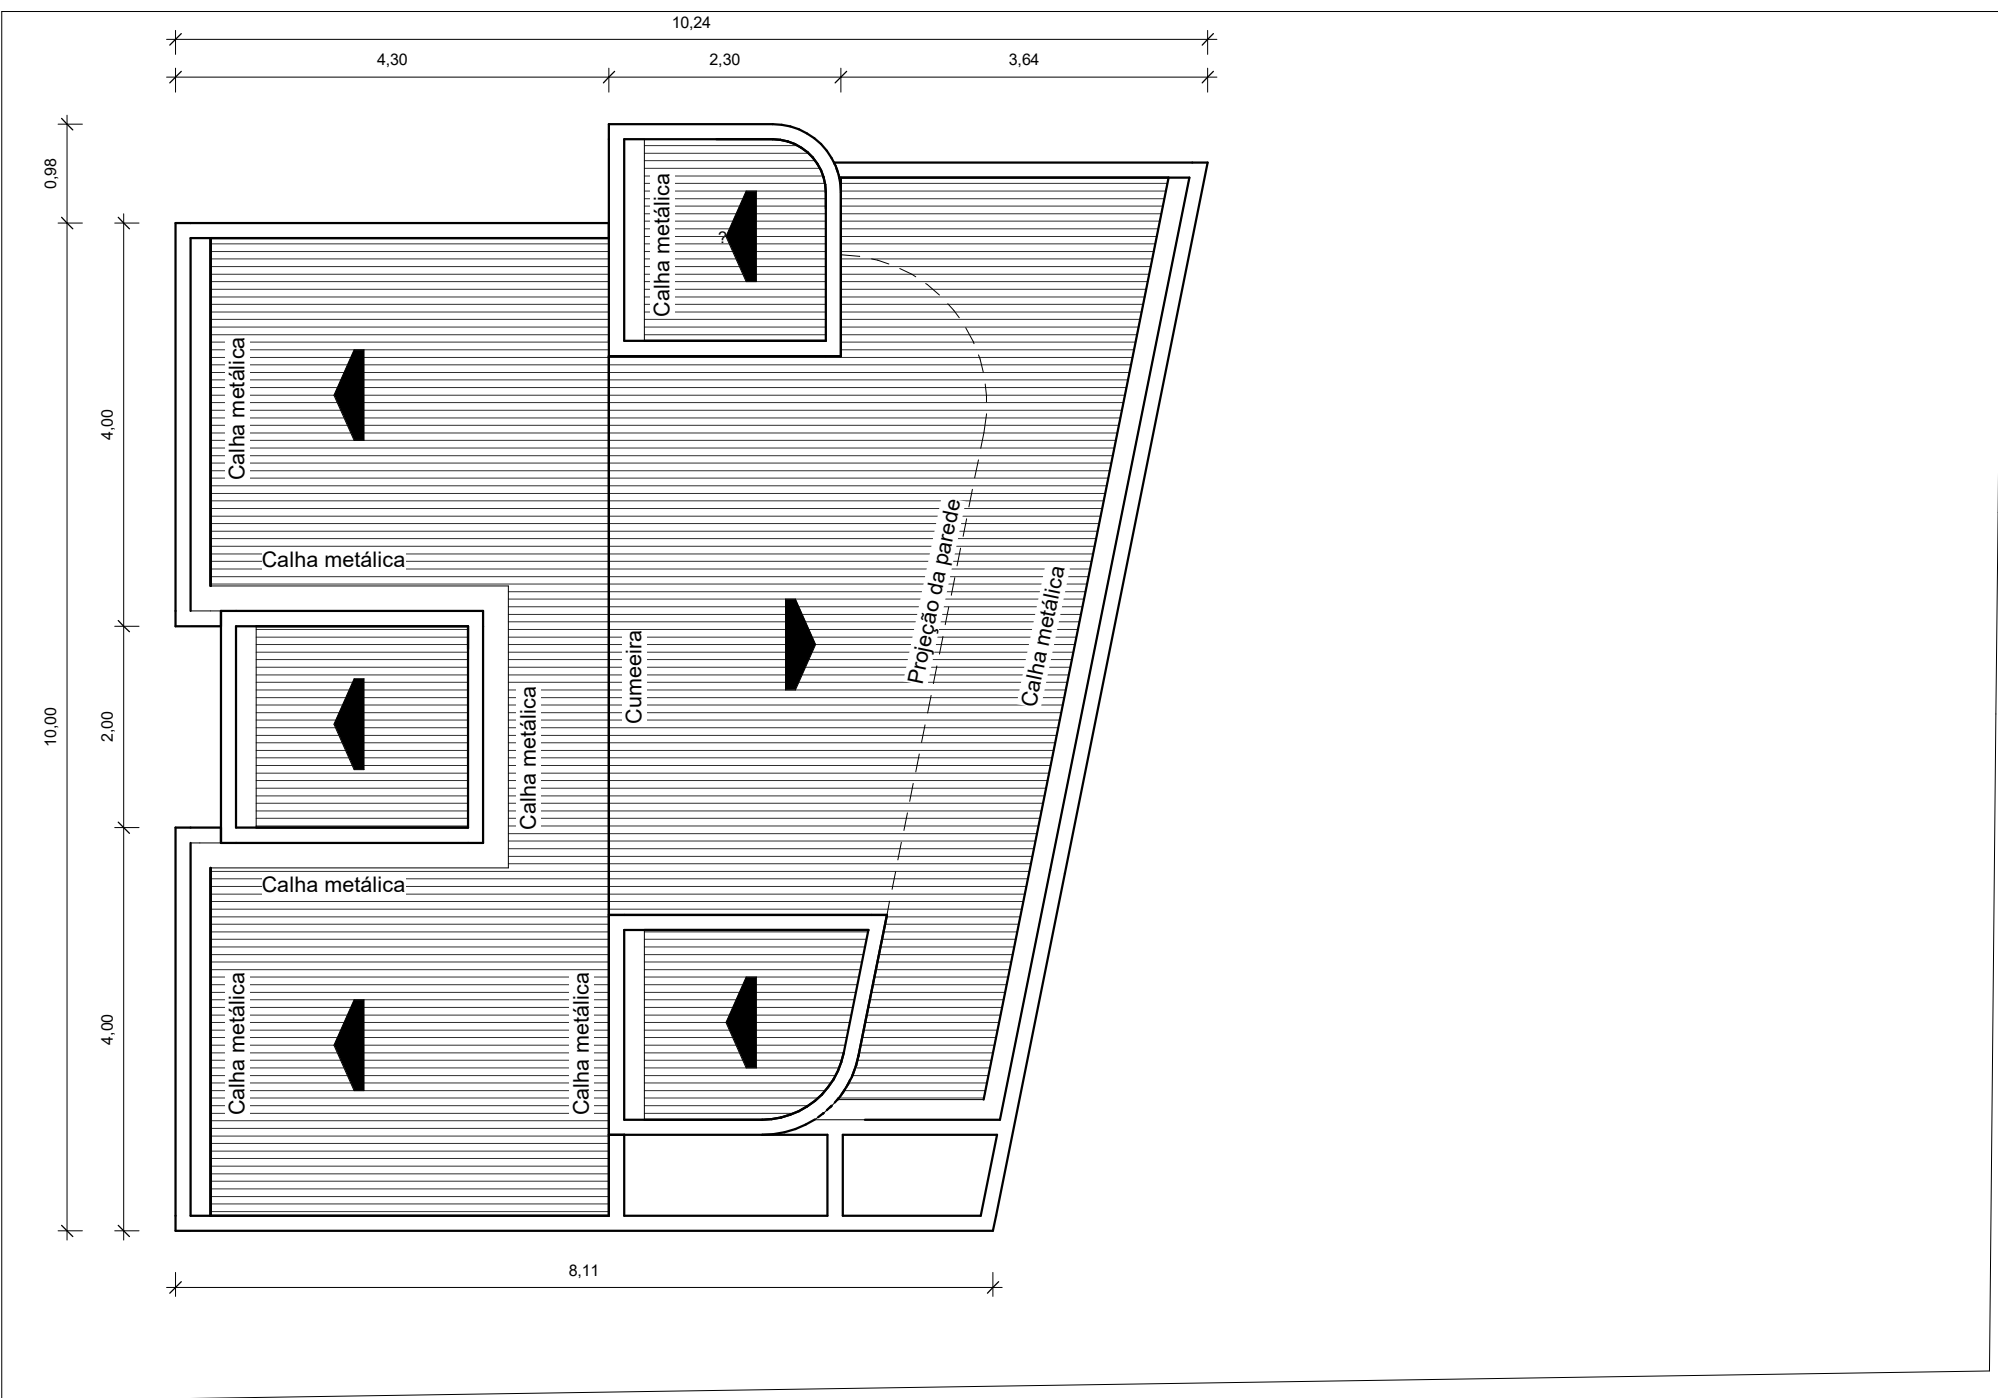 10,24
4,30
2,30
3,64
0,98
Calha metálica
?
Calha metálica
4,00
Calha metálica
Projeção da parede
Calha metálica
Cumeeira
Calha metálica
10,00
2,00
Calha metálica
Calha metálica
Calha metálica
4,00
8,11